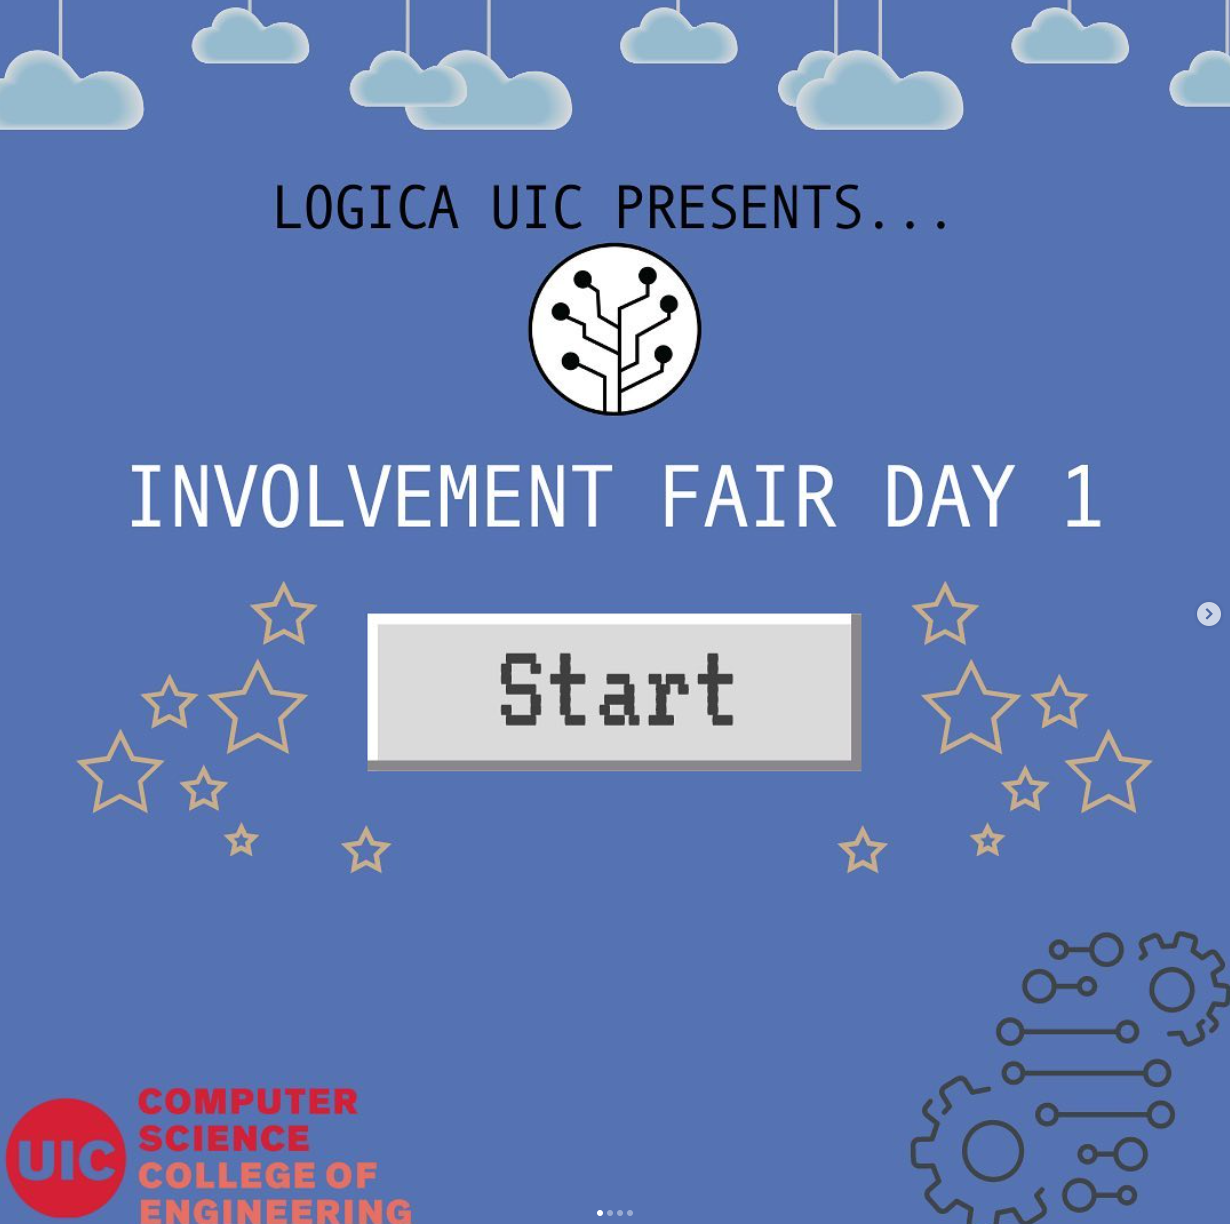 LOGICA UIC PRESENTS...
INVOLVEMENT FAIR DAY 1
Start
UIC
COMPUTER
SCIENCE
COLLEGE OF
ENGINEERING